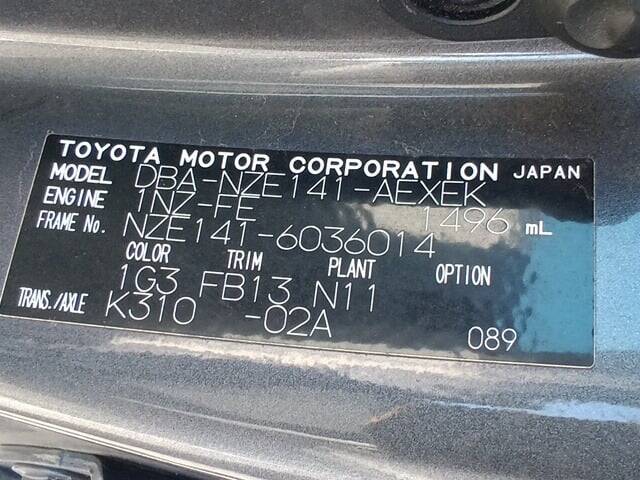 TOYOTA MOTOR CORPORATION JAPAN
MODEL DBA-NZE141-AEXEK
ENGINE 1NZ-FE 1496 mL
FRAME No. NZE141-6036014
COLOR TRIM PLANT OPTION
1G3 FB13 N11
TRANS./AXLE K310 -02A
089